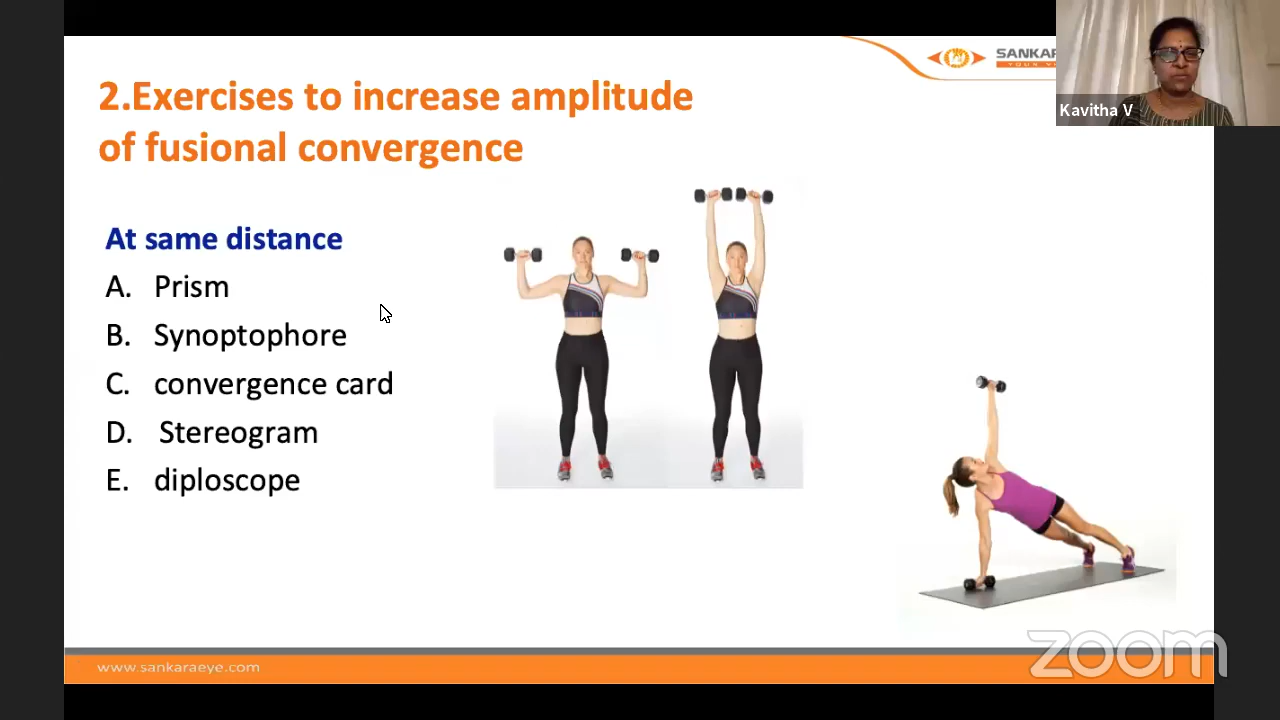 SANKARA
Kavitha V
2.Exercises to increase amplitude
of fusional convergence
At same distance
A. Prism
B. Synoptophore
C. convergence card
D. Stereogram
E. diploscope
www.sankaraeye.com
zoom